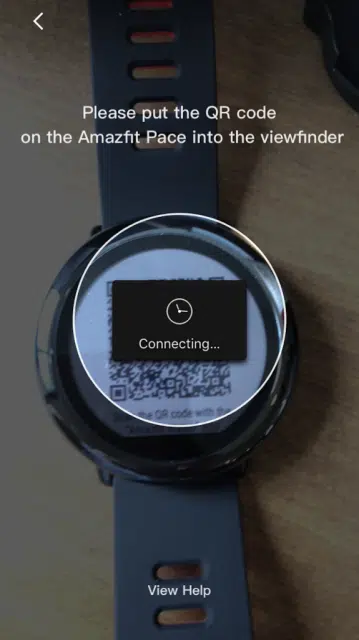 Please put the QR code
on the Amazfit Pace into the viewfinder
Connecting...
the QR code with the
View Help